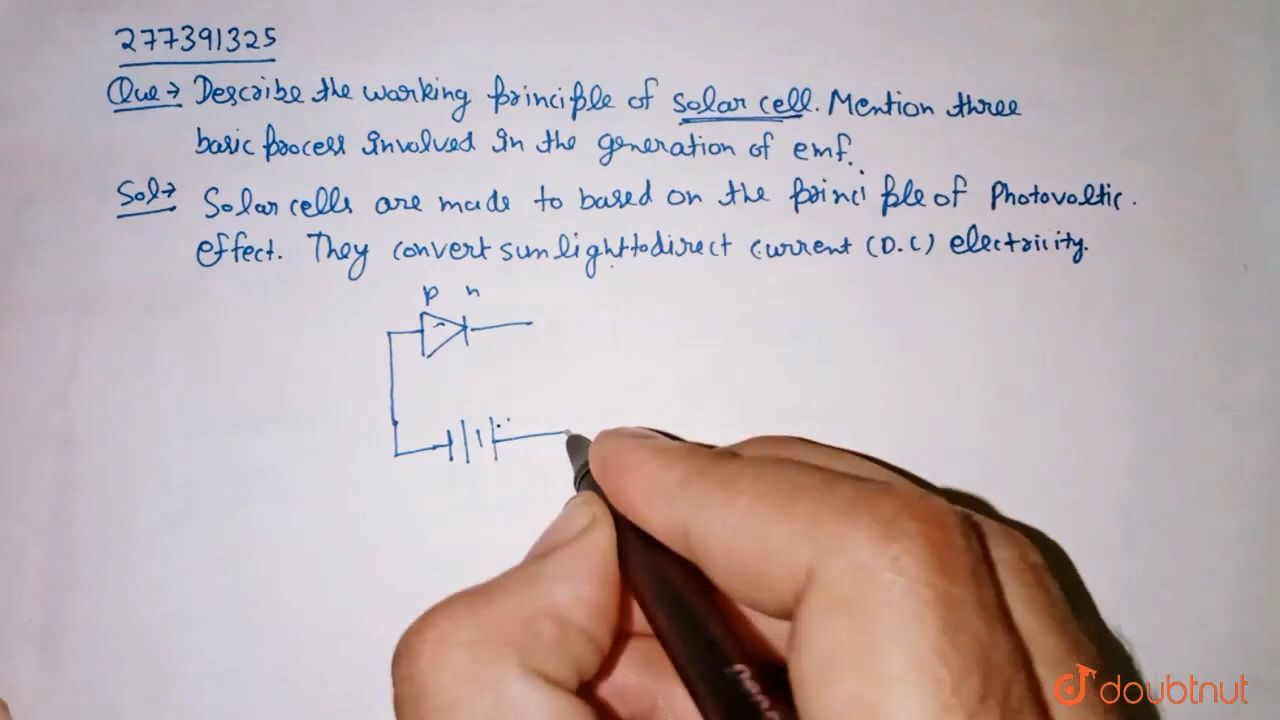 277391325
Que → Describe the working principle of solar cell. Mention three
basic process involved in the generation of emf.
Sol → Solar cells are made to based on the principle of Photovoltic.
effect. They convert sunlight to direct current (D.C) electricity.
p n
doubtnut